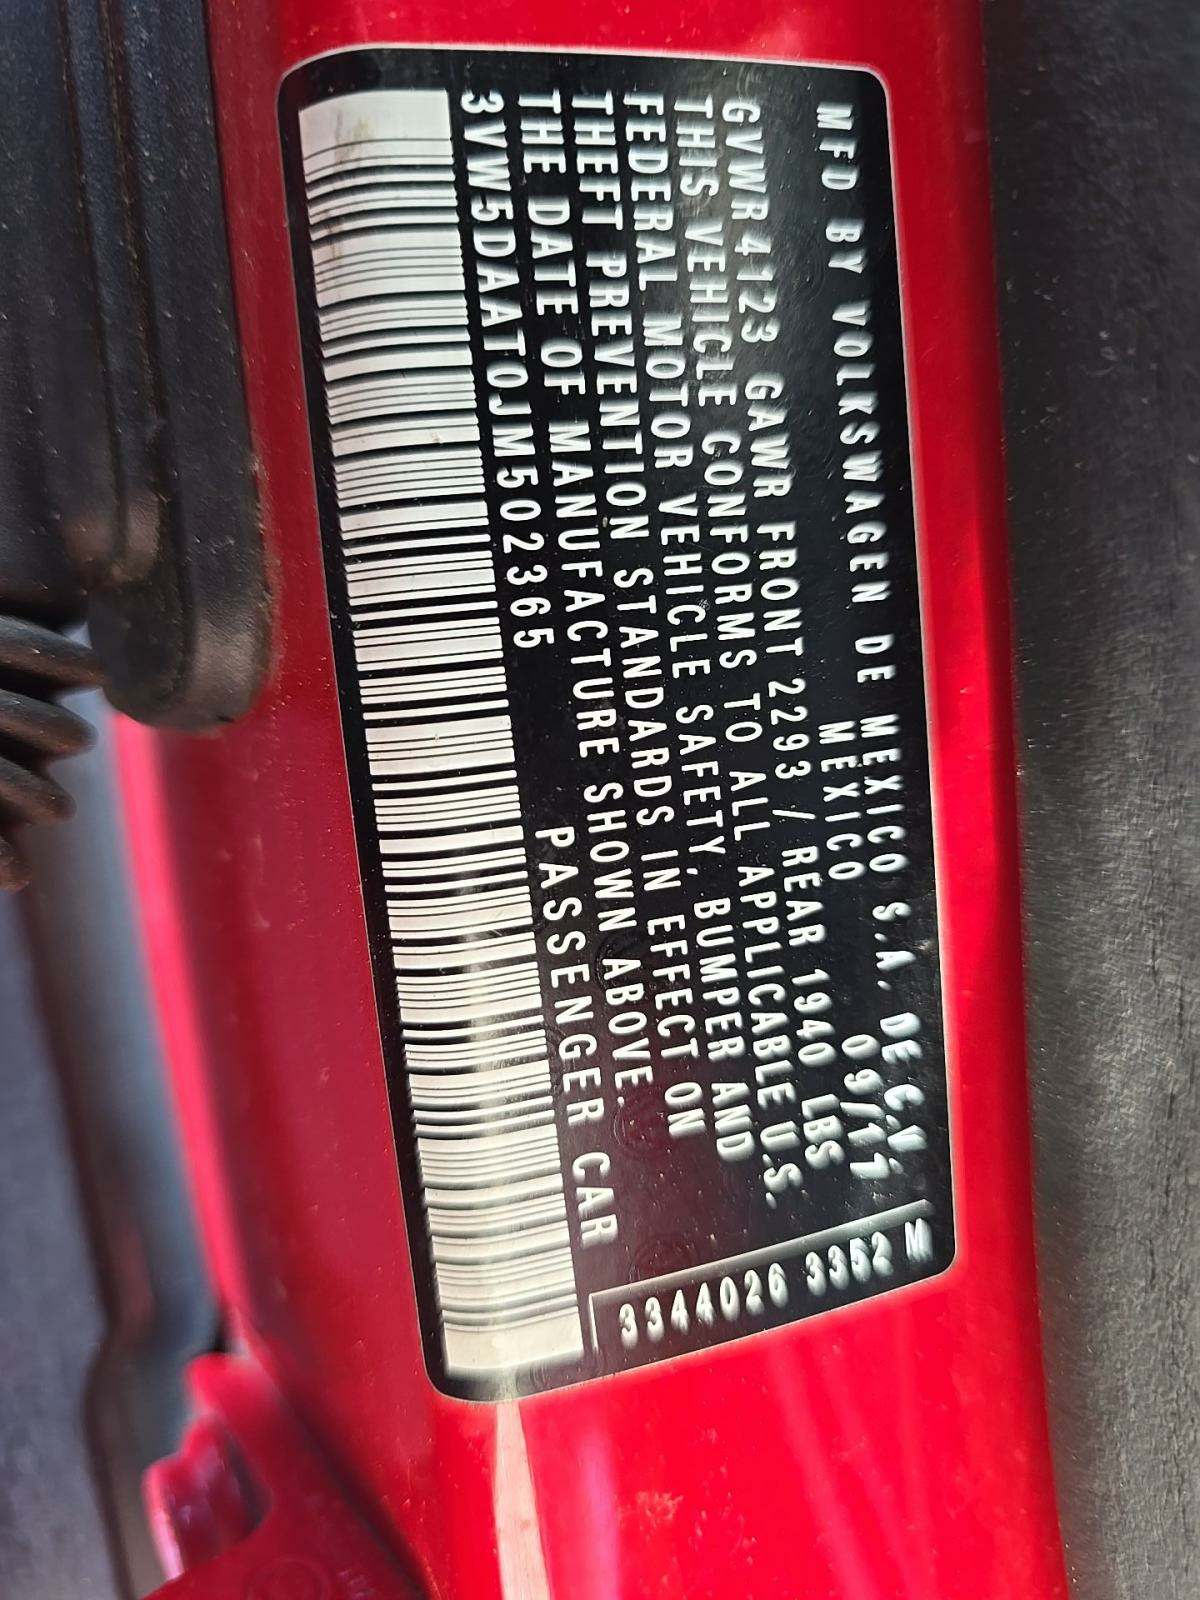 MFD BY VOLKSWAGEN DE MEXICO S.A. DE C.V.
MEXICO 09/11
GVWR 4123 GAWR FRONT 2293 / REAR 1940 LBS
THIS VEHICLE CONFORMS TO ALL APPLICABLE U.S.
FEDERAL MOTOR VEHICLE SAFETY, BUMPER AND
THEFT PREVENTION STANDARDS IN EFFECT ON
THE DATE OF MANUFACTURE SHOWN ABOVE.
3VW5DAAT0JM502365 PASSENGER CAR
3344026 3352 M